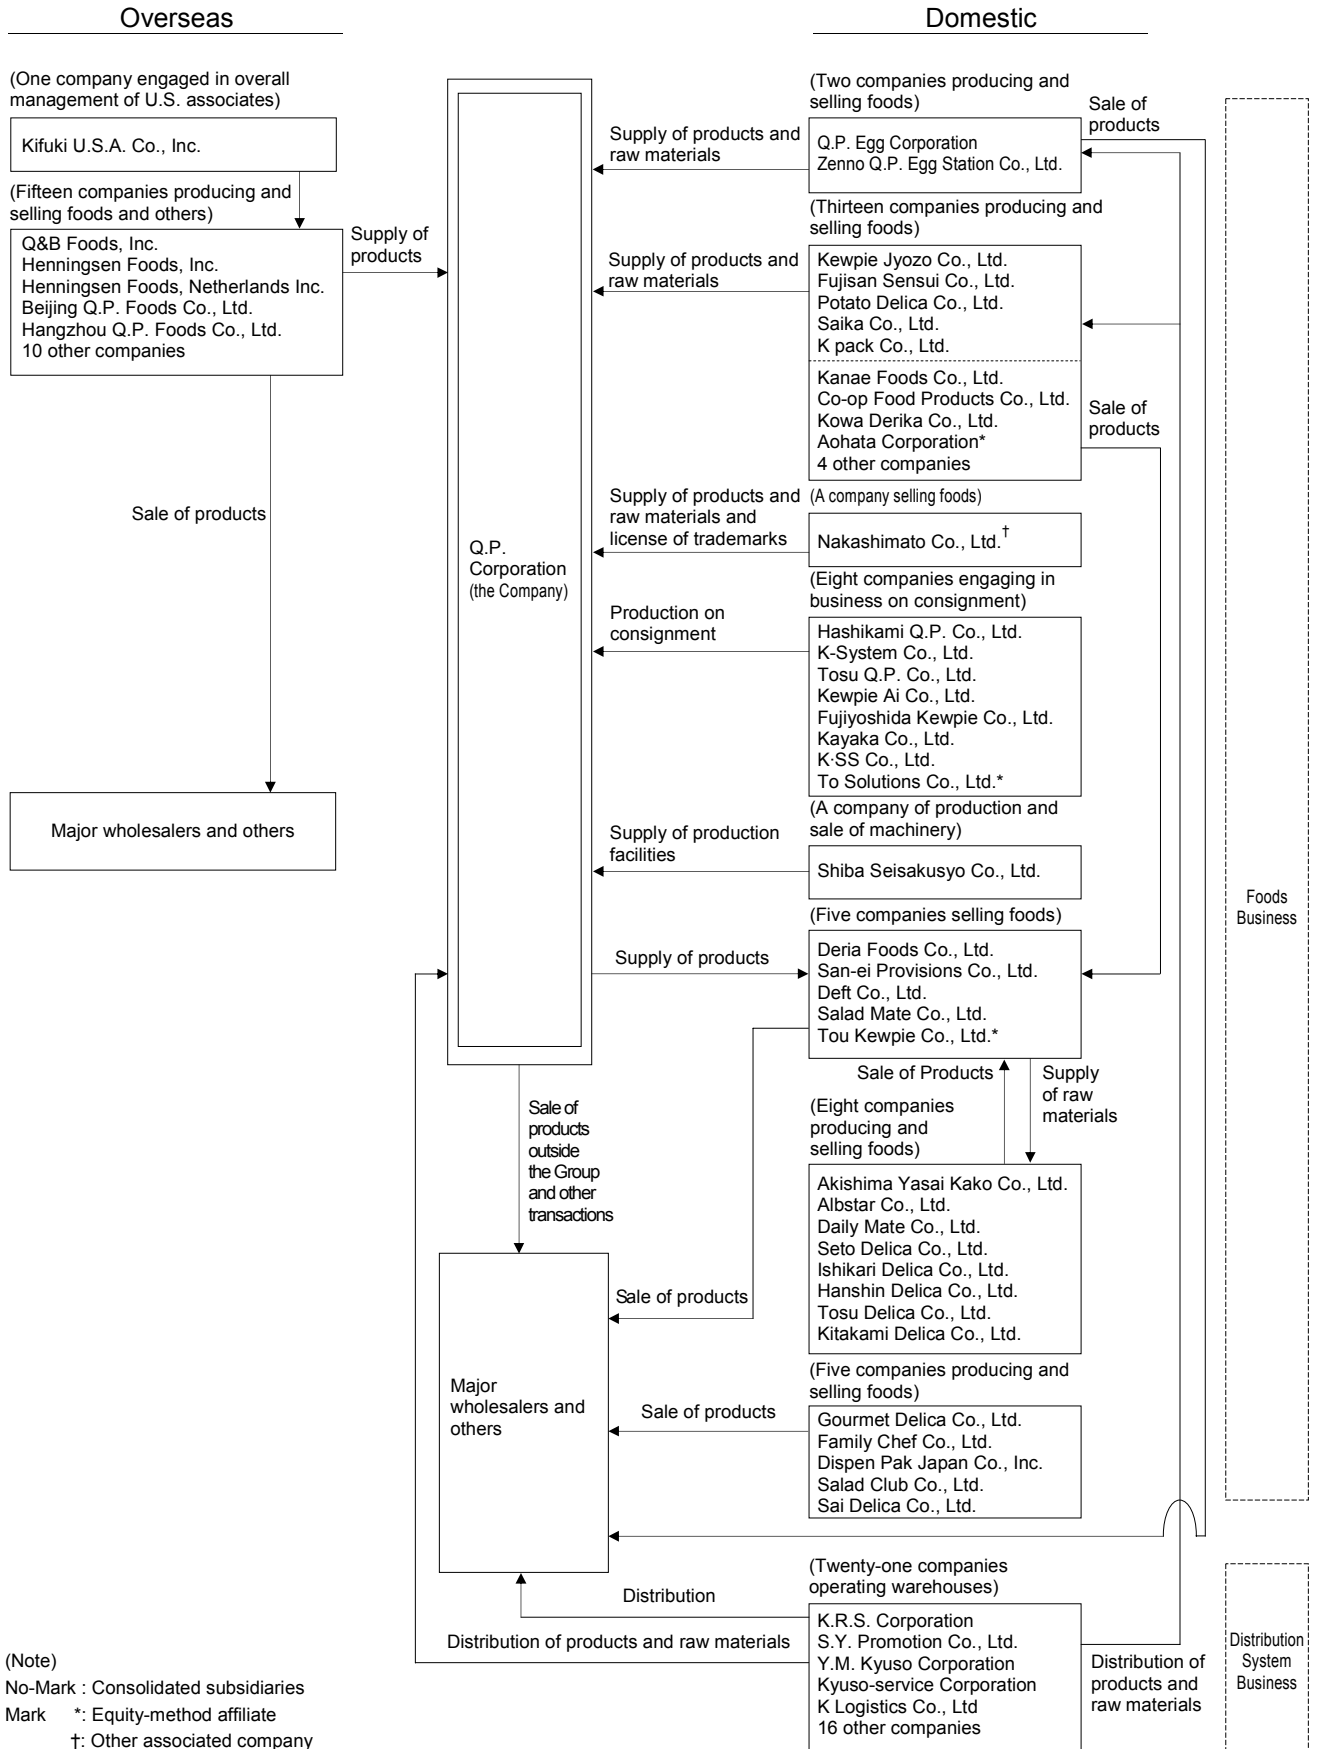 Overseas
Domestic
(One company engaged in overall
management of U.S. associates)
Kifuki U.S.A. Co., Inc.
(Fifteen companies producing and
selling foods and others)
Q&B Foods, Inc.
Henningsen Foods, Inc.
Henningsen Foods, Netherlands Inc.
Beijing Q.P. Foods Co., Ltd.
Hangzhou Q.P. Foods Co., Ltd.
10 other companies
Supply of
products
Sale of products
Major wholesalers and others
Q.P.
Corporation
(the Company)
Supply of products and
raw materials
(Two companies producing and
selling foods)
Q.P. Egg Corporation
Zenno Q.P. Egg Station Co., Ltd.
Sale of
products
Supply of products and
raw materials
(Thirteen companies producing and
selling foods)
Kewpie Jyozo Co., Ltd.
Fujisan Sensui Co., Ltd.
Potato Delica Co., Ltd.
Saika Co., Ltd.
K pack Co., Ltd.
Kanae Foods Co., Ltd.
Co-op Food Products Co., Ltd.
Kowa Derika Co., Ltd.
Aohata Corporation*
4 other companies
Sale of
products
Supply of products and
raw materials and
license of trademarks
(A company selling foods)
Nakashimato Co., Ltd.†
Production on
consignment
(Eight companies engaging in
business on consignment)
Hashikami Q.P. Co., Ltd.
K-System Co., Ltd.
Tosu Q.P. Co., Ltd.
Kewpie Ai Co., Ltd.
Fujiyoshida Kewpie Co., Ltd.
Kayaka Co., Ltd.
K·SS Co., Ltd.
To Solutions Co., Ltd.*
Supply of production
facilities
(A company of production and
sale of machinery)
Shiba Seisakusyo Co., Ltd.
Supply of products
(Five companies selling foods)
Deria Foods Co., Ltd.
San-ei Provisions Co., Ltd.
Deft Co., Ltd.
Salad Mate Co., Ltd.
Tou Kewpie Co., Ltd.*
Sale of Products
Supply
of raw
materials
(Eight companies
producing and
selling foods)
Akishima Yasai Kako Co., Ltd.
Albstar Co., Ltd.
Daily Mate Co., Ltd.
Seto Delica Co., Ltd.
Ishikari Delica Co., Ltd.
Hanshin Delica Co., Ltd.
Tosu Delica Co., Ltd.
Kitakami Delica Co., Ltd.
Sale of
products
outside
the Group
and other
transactions
Sale of products
Major
wholesalers and
others
Sale of products
(Five companies producing and
selling foods)
Gourmet Delica Co., Ltd.
Family Chef Co., Ltd.
Dispen Pak Japan Co., Inc.
Salad Club Co., Ltd.
Sai Delica Co., Ltd.
Foods
Business
Distribution
Distribution of products and raw materials
(Twenty-one companies
operating warehouses)
K.R.S. Corporation
S.Y. Promotion Co., Ltd.
Y.M. Kyuso Corporation
Kyuso-service Corporation
K Logistics Co., Ltd
16 other companies
Distribution of
products and
raw materials
Distribution
System
Business
(Note)
No-Mark : Consolidated subsidiaries
Mark *: Equity-method affiliate
†: Other associated company